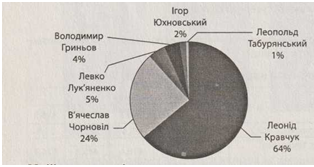 Ігор
Юхновський
2%
Володимир
Гриньов
4%
Леопольд
Табурянський
1%
Левко
Лук'яненко
5%
В'ячеслав
Чорновіл
24%
Леонід
Кравчук
64%